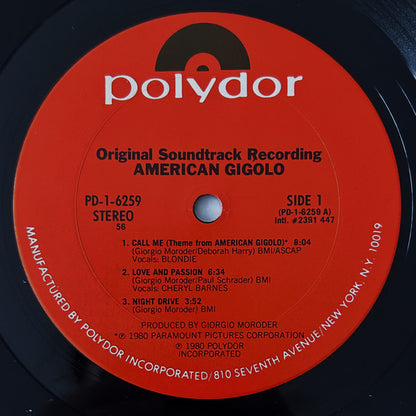 polydor
Original Soundtrack Recording
AMERICAN GIGOLO
PD-1-6259
STEREO
56
SIDE 1
(PD-1-6259 A)
Intl. #2391 447
1. CALL ME (Theme from AMERICAN GIGOLO)* 8:04
(Giorgio Moroder/Deborah Harry) BMI/ASCAP
Vocals: BLONDIE
2. LOVE AND PASSION 6:34
(Giorgio Moroder/Paul Schrader) BMI
Vocals: CHERYL BARNES
3. NIGHT DRIVE 3:52
(Giorgio Moroder) BMI
PRODUCED BY GIORGIO MORODER
*℗ 1980 PARAMOUNT PICTURES CORPORATION
℗ 1980 POLYDOR
INCORPORATED
MANUFACTURED BY POLYDOR INCORPORATED/810 SEVENTH AVENUE/NEW YORK, N.Y. 10019